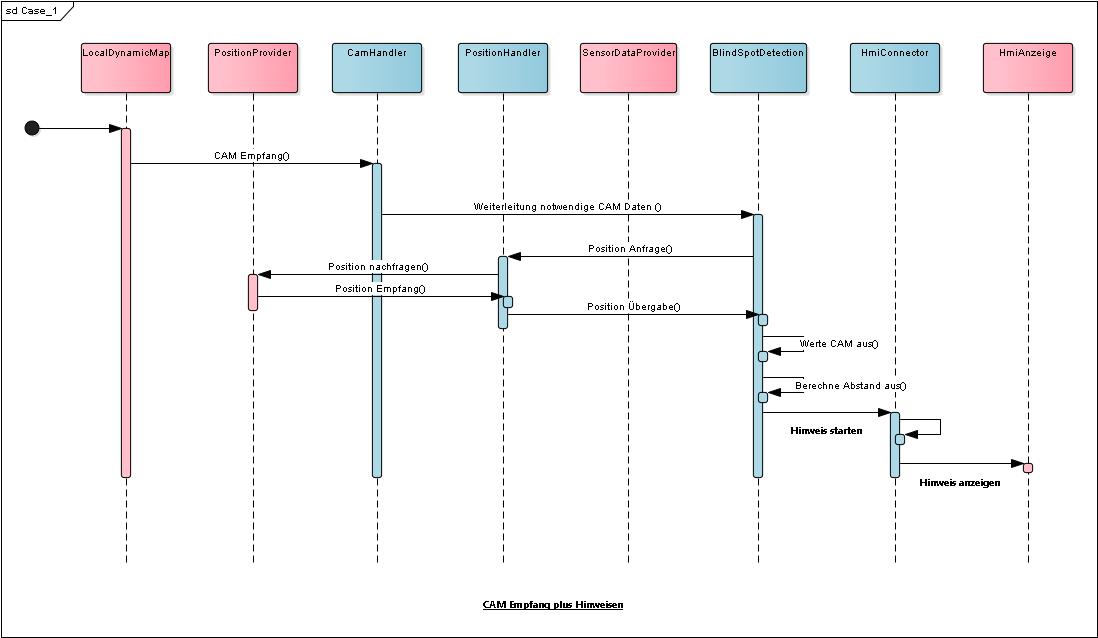 sd Case_1
LocalDynamicMap
PositionProvider
CamHandler
PositionHandler
SensorDataProvider
BlindSpotDetection
HmiConnector
HmiAnzeige
CAM Empfang()
Weiterleitung notwendige CAM Daten ()
Position Anfrage()
Position nachfragen()
Position Empfang()
Position Übergabe()
Werte CAM aus()
Berechne Abstand aus()
Hinweis starten
Hinweis anzeigen
CAM Empfang plus Hinweisen